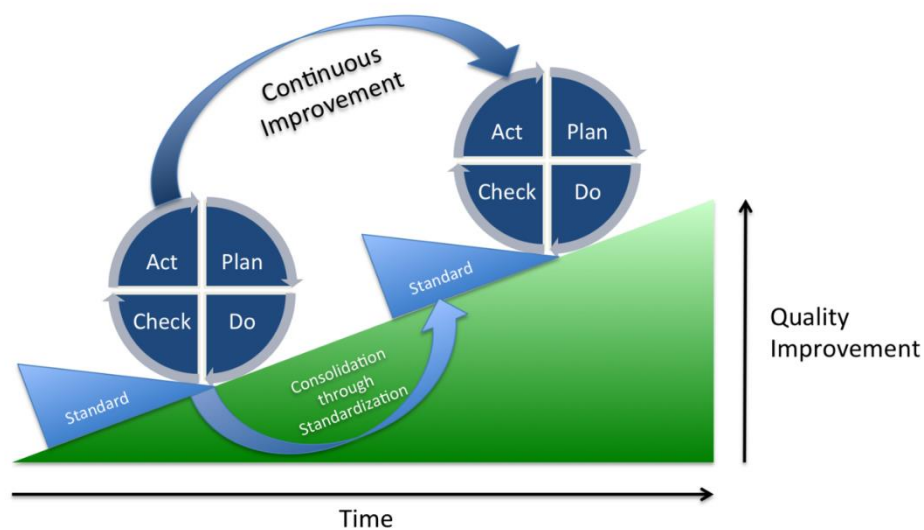 Continuous
Improvement
Act
Plan
Check
Do
Act
Plan
Check
Do
Standard
Standard
Consolidation
through
Standardization
Quality
Improvement
Time